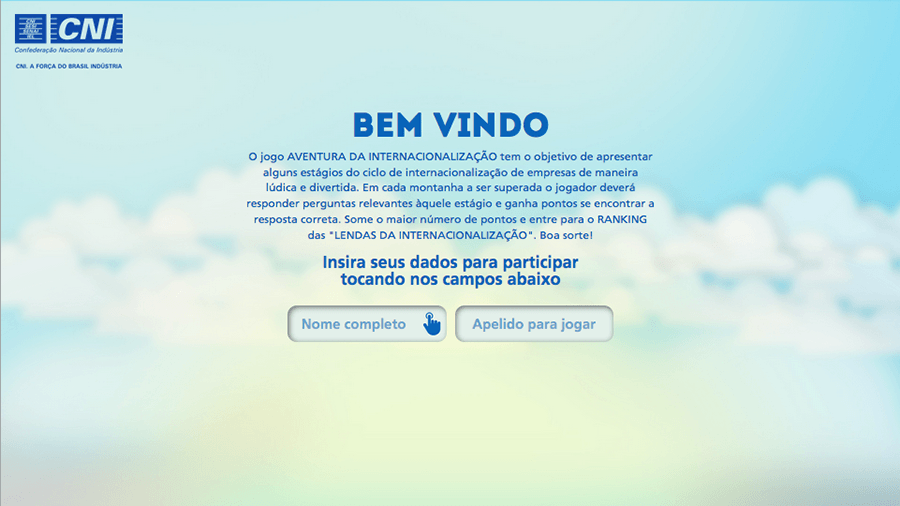 CNI
SESI
SENAI
IEL
CNI
Confederação Nacional da Indústria
CNI. A FORÇA DO BRASIL INDÚSTRIA
BEM VINDO
O jogo AVENTURA DA INTERNACIONALIZAÇÃO tem o objetivo de apresentar
alguns estágios do ciclo de internacionalização de empresas de maneira
lúdica e divertida. Em cada montanha a ser superada o jogador deverá
responder perguntas relevantes àquele estágio e ganha pontos se encontrar a
resposta correta. Some o maior número de pontos e entre para o RANKING
das "LENDAS DA INTERNACIONALIZAÇÃO". Boa sorte!
Insira seus dados para participar
tocando nos campos abaixo
Nome completo
Apelido para jogar